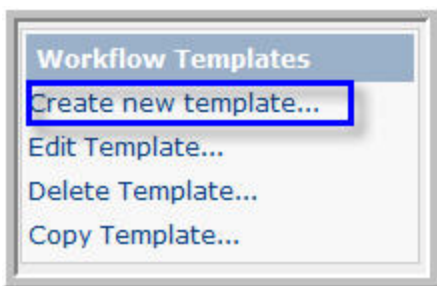 Workflow Templates
Create new template...
Edit Template...
Delete Template...
Copy Template...